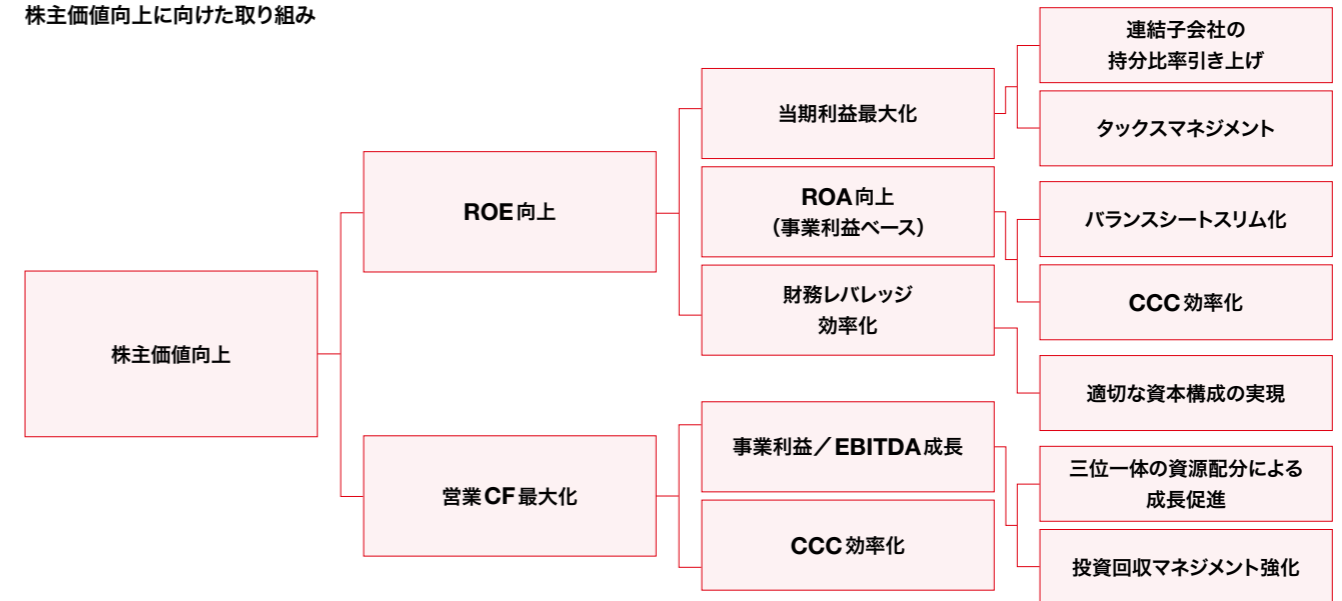 株主価値向上に向けた取り組み
株主価値向上
ROE向上
営業CF最大化
当期利益最大化
ROA向上
（事業利益ベース）
財務レバレッジ
効率化
事業利益／EBITDA成長
CCC効率化
連結子会社の
持分比率引き上げ
タックスマネジメント
バランスシートスリム化
CCC効率化
適切な資本構成の実現
三位一体の資源配分による
成長促進
投資回収マネジメント強化